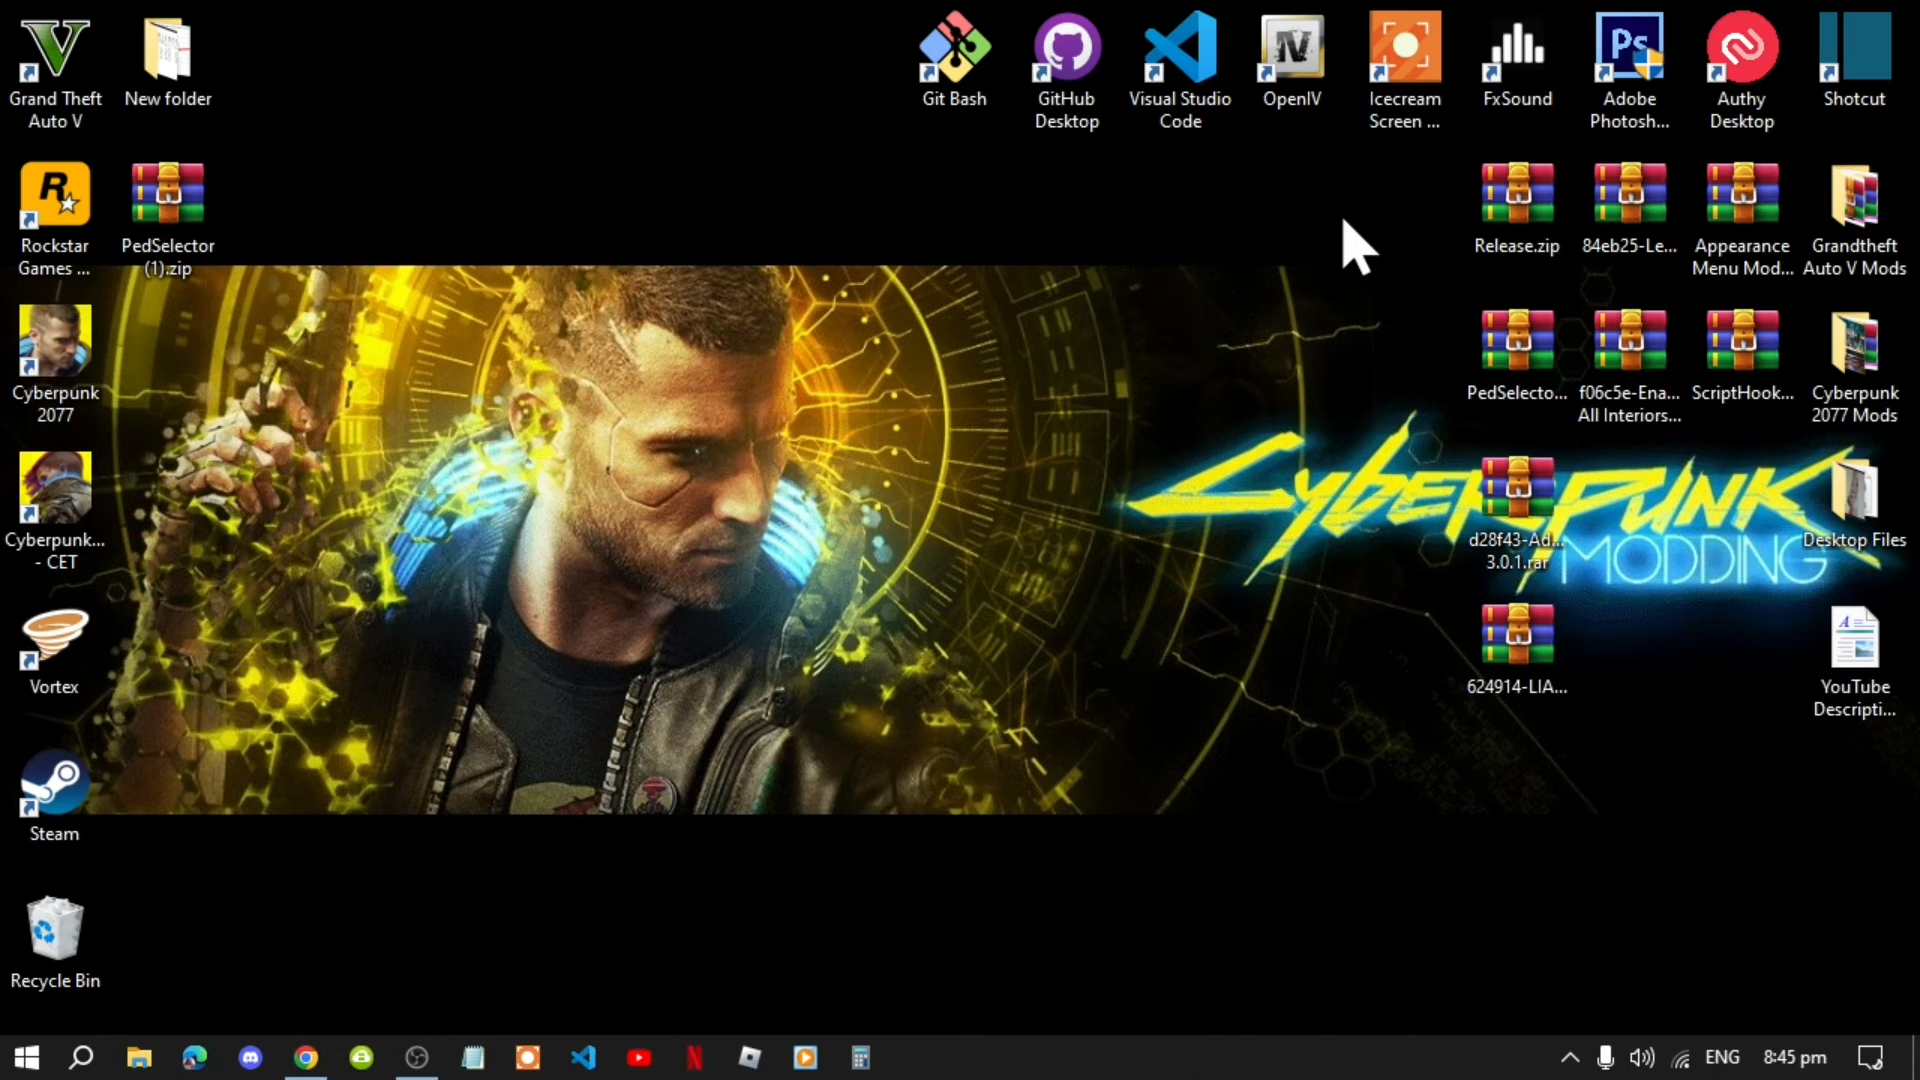 Grand Theft
Auto V
New folder
Git Bash
GitHub
Desktop
Visual Studio
Code
OpenIV
Icecream
Screen ...
FxSound
Ps
Adobe
Photosh...
Authy
Desktop
Shotcut
R
Rockstar
Games ...
PedSelector
(1).zip
Release.zip
84eb25-Le...
Appearance
Menu Mod...
Grandtheft
Auto V Mods
Cyberpunk
2077
PedSelecto...
f06c5e-Ena...
All Interiors...
ScriptHook...
Cyberpunk
2077 Mods
Cyberpunk...
- CET
CYBERPUNK
MODDING
d28f43-Ad...
3.0.1.rar
Desktop Files
Vortex
624914-LIA...
YouTube
Descripti...
Steam
Recycle Bin
ENG
8:45 pm